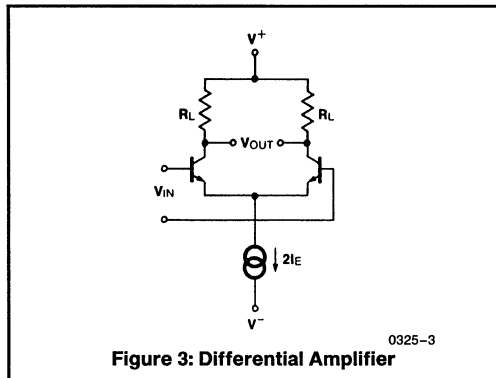 V+
RL
RL
VOUT
VIN
2IE
V-
0325-3
Figure 3: Differential Amplifier